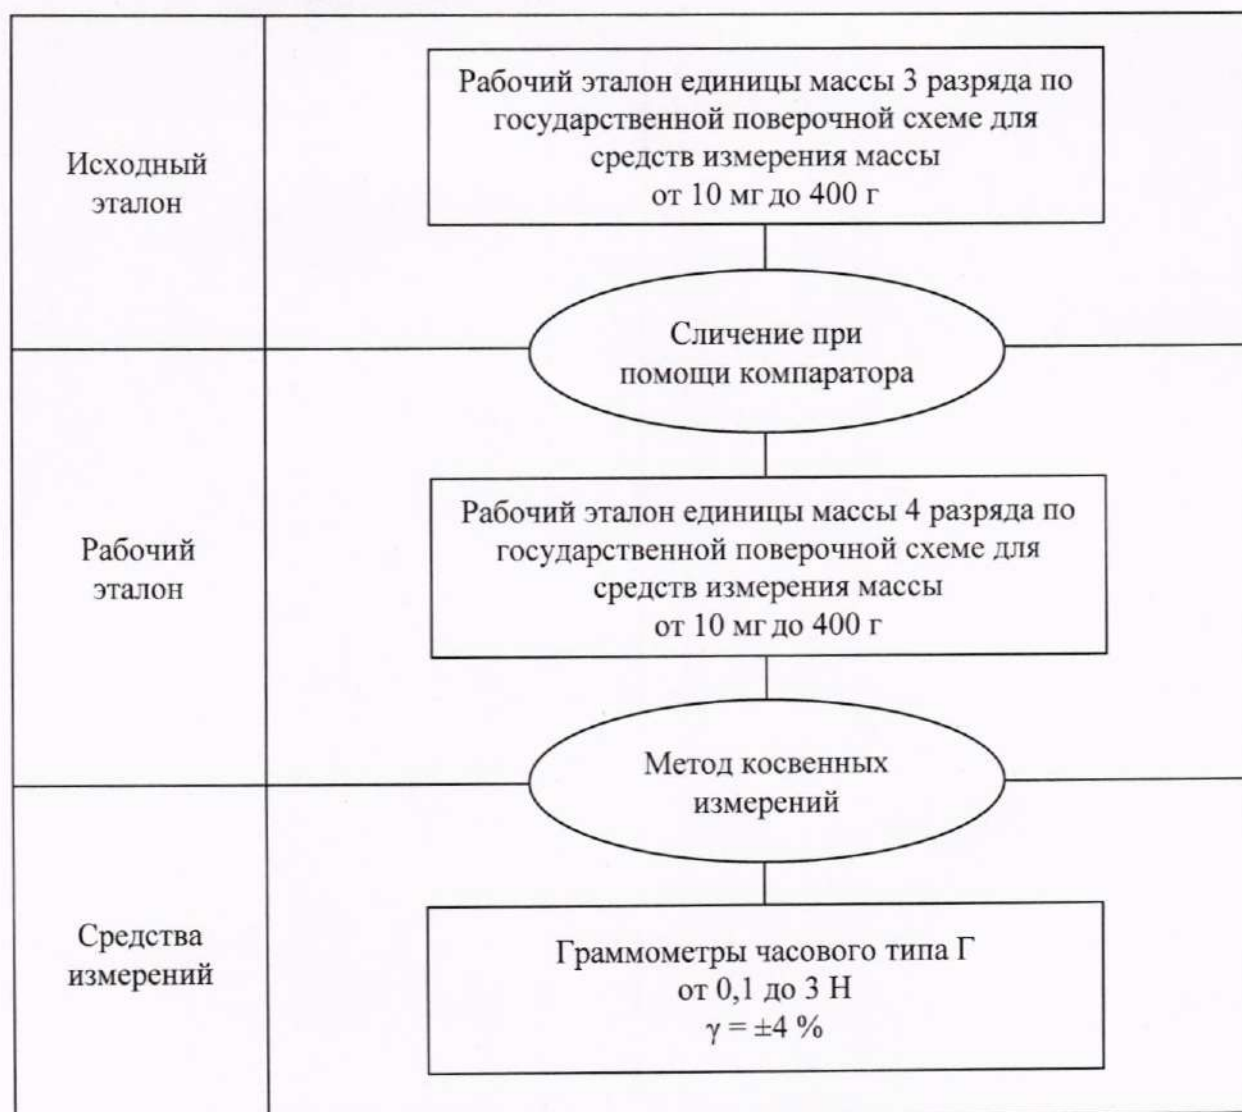 Исходный
эталон
Рабочий эталон единицы массы 3 разряда по
государственной поверочной схеме для
средств измерения массы
от 10 мг до 400 г
Сличение при
помощи компаратора
Рабочий
эталон
Рабочий эталон единицы массы 4 разряда по
государственной поверочной схеме для
средств измерения массы
от 10 мг до 400 г
Метод косвенных
измерений
Средства
измерений
Граммометры часового типа Г
от 0,1 до 3 Н
γ = ±4 %